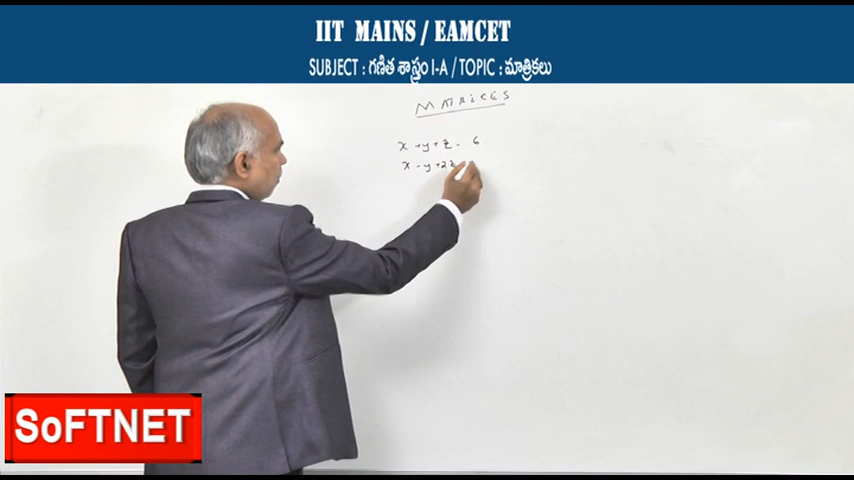 IIT MAINS / EAMCET
SUBJECT : గణిత శాస్త్రం I-A / TOPIC : మాత్రికలు
MATRICES
x + y + z = 6
x - y + 2z
SoFTNET